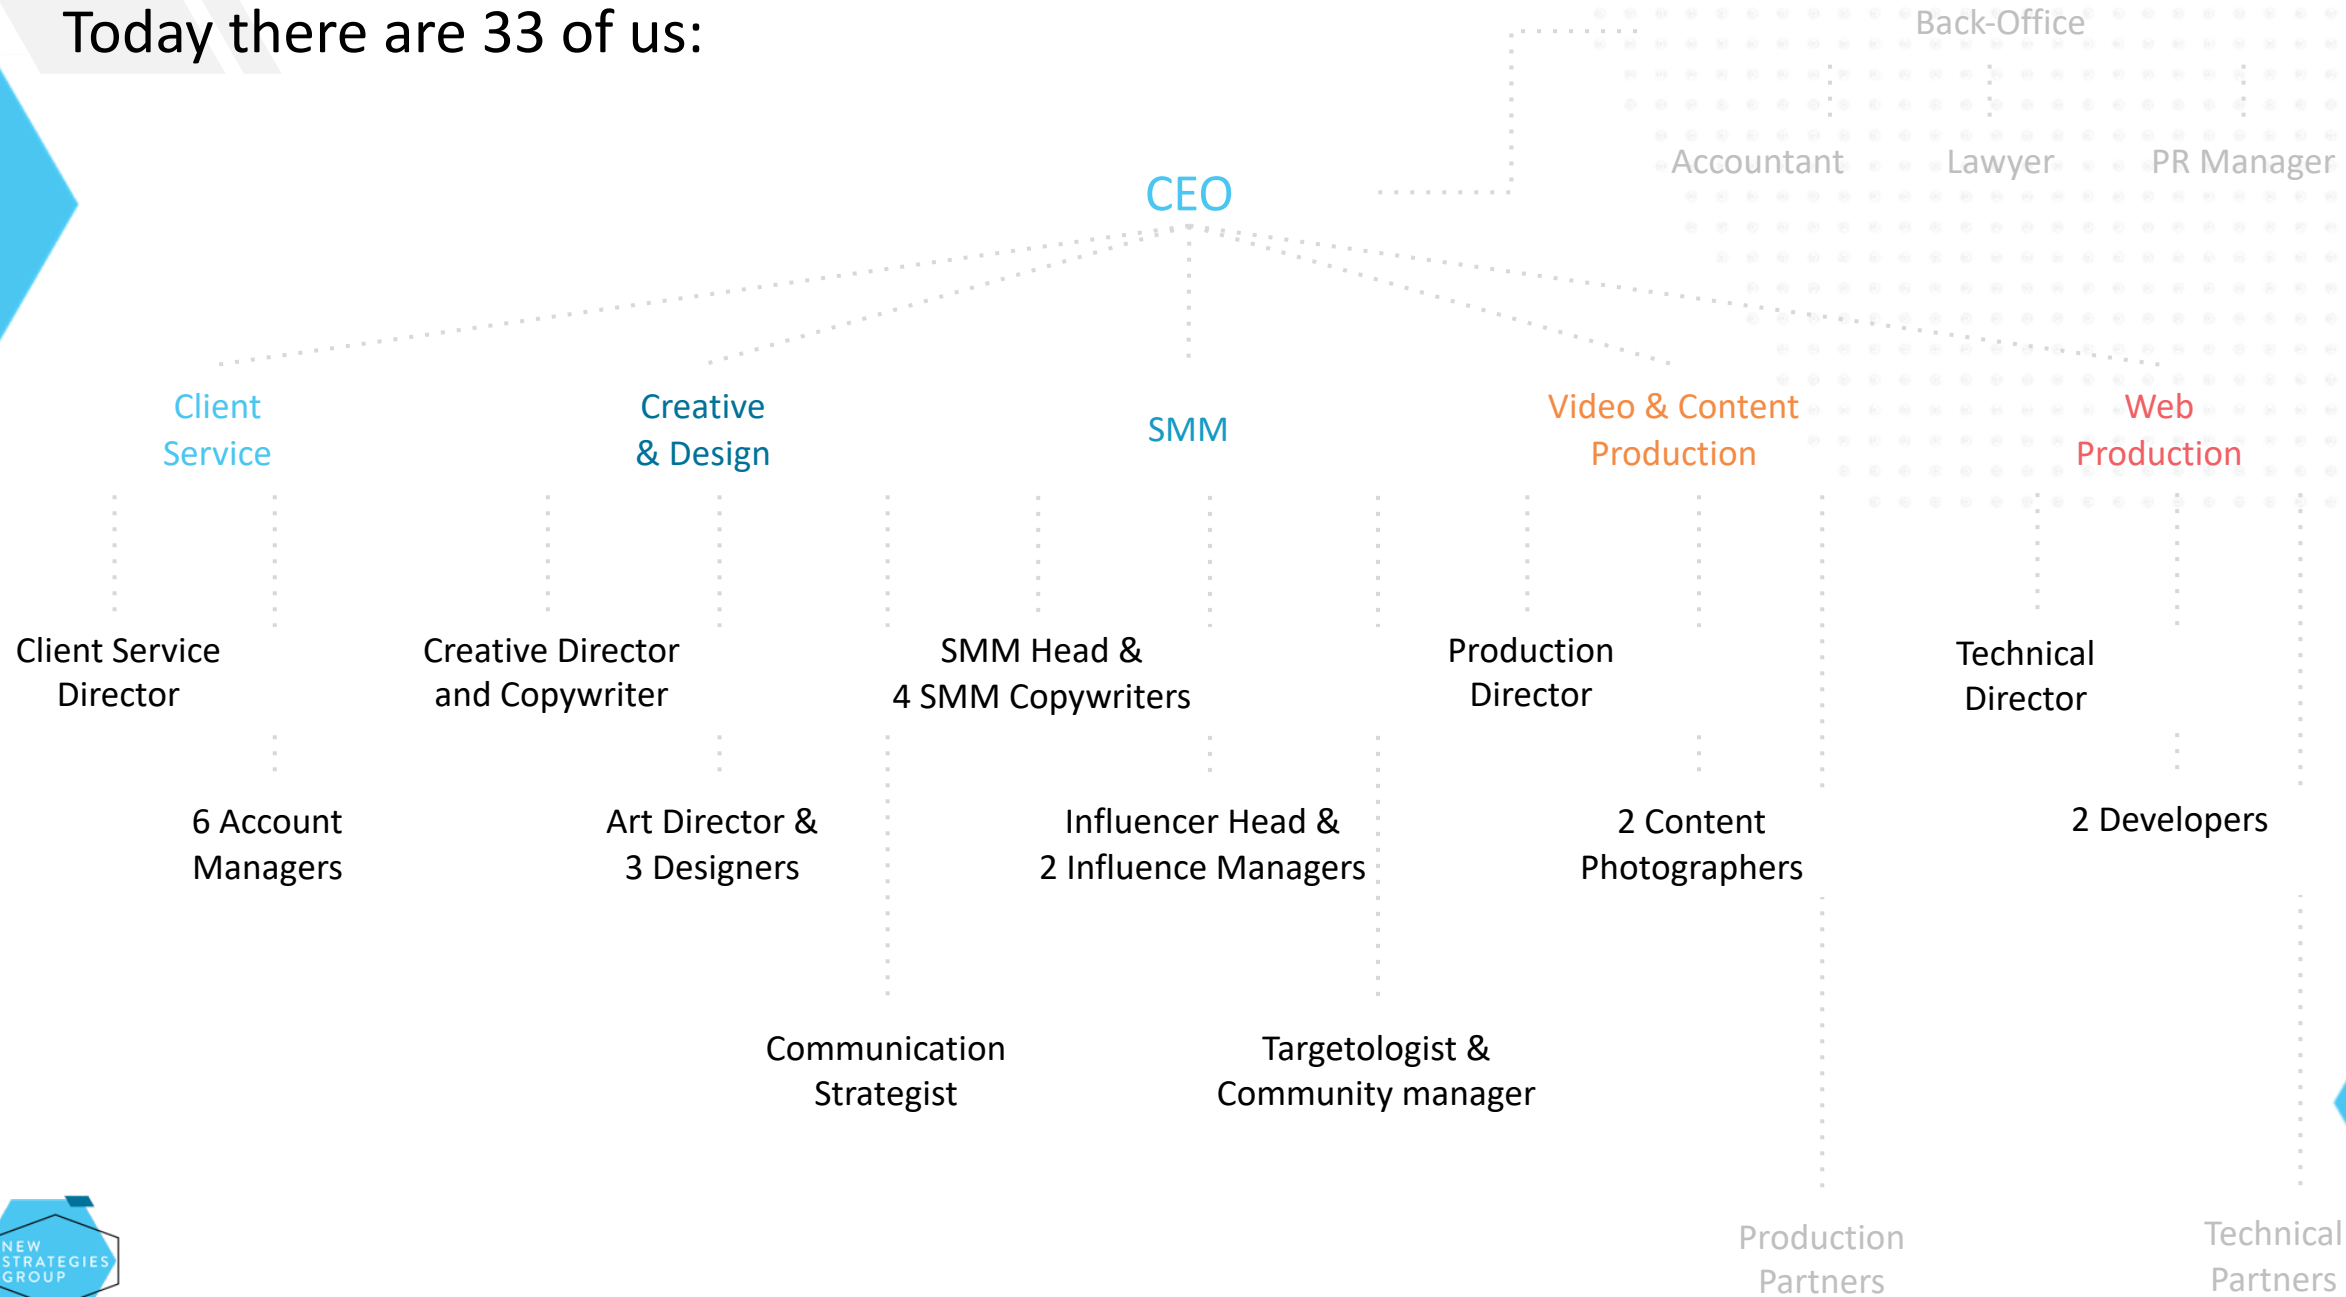 Today there are 33 of us:
Back-Office
Accountant
Lawyer
PR Manager
CEO
Client
Service
Creative
& Design
SMM
Video & Content
Production
Web
Production
Client Service
Director
Creative Director
and Copywriter
SMM Head &
4 SMM Copywriters
Production
Director
Technical
Director
6 Account
Managers
Art Director &
3 Designers
Influencer Head &
2 Influence Managers
2 Content
Photographers
2 Developers
Communication
Strategist
Targetologist &
Community manager
Production
Partners
Technical
Partners
NEW
STRATEGIES
GROUP